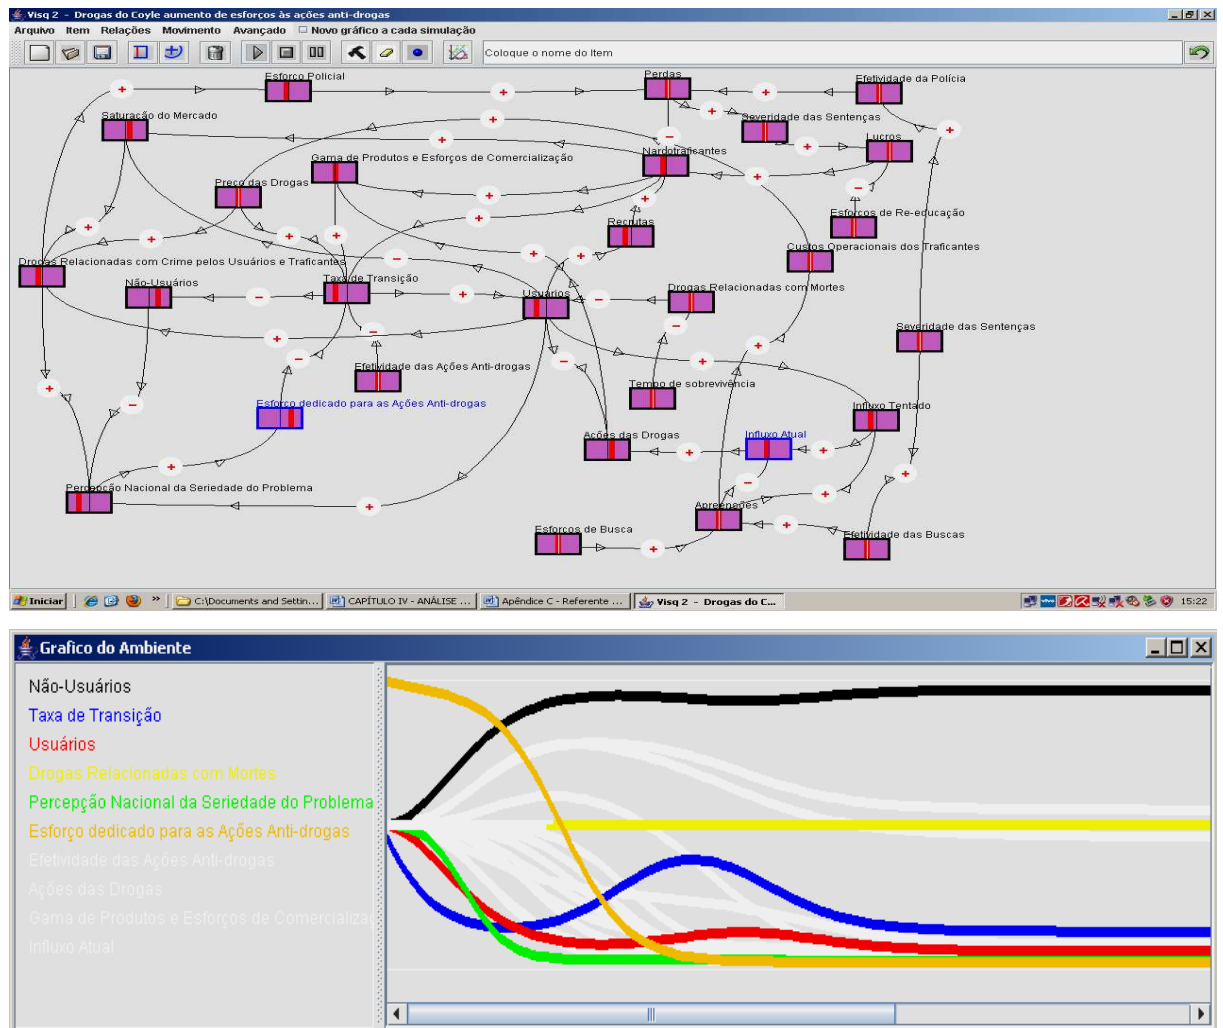 Visq 2 - Drogas do Coyle aumento de esforços às ações anti-drogas
Arquivo Item Relações Movimento Avançado Novo gráfico a cada simulação
Coloque o nome do Item
Esforço Policial
Perdas
Efetividade da Polícia
Saturação do Mercado
Severidade das Sentenças
Lucros
Gama de Produtos e Esforços de Comercialização
Nardotraficantes
Preço das Drogas
Esforços de Re-educação
Recrutas
Custos Operacionais dos Traficantes
Drogas Relacionadas com Crime pelos Usuários e Traficantes
Não-Usuários
Taxa de Transição
Usuários
Drogas Relacionadas com Mortes
Severidade das Sentenças
Efetividade das Ações Anti-drogas
Tempo de sobrevivência
Esforço dedicado para as Ações Anti-drogas
Influxo Tentado
Ações das Drogas
Influxo Atual
Percepção Nacional da Seriedade do Problema
Apreensões
Esforços de Busca
Efetividade das Buscas
Iniciar
C:\Documents and Settin...
CAPÍTULO IV - ANÁLISE ...
Apêndice C - Referente ...
Visq 2 - Drogas do C...
15:22
Grafico do Ambiente
Não-Usuários
Taxa de Transição
Usuários
Drogas Relacionadas com Mortes
Percepção Nacional da Seriedade do Problema
Esforço dedicado para as Ações Anti-drogas
Efetividade das Ações Anti-drogas
Ações das Drogas
Gama de Produtos e Esforços de Comercializaç
Influxo Atual